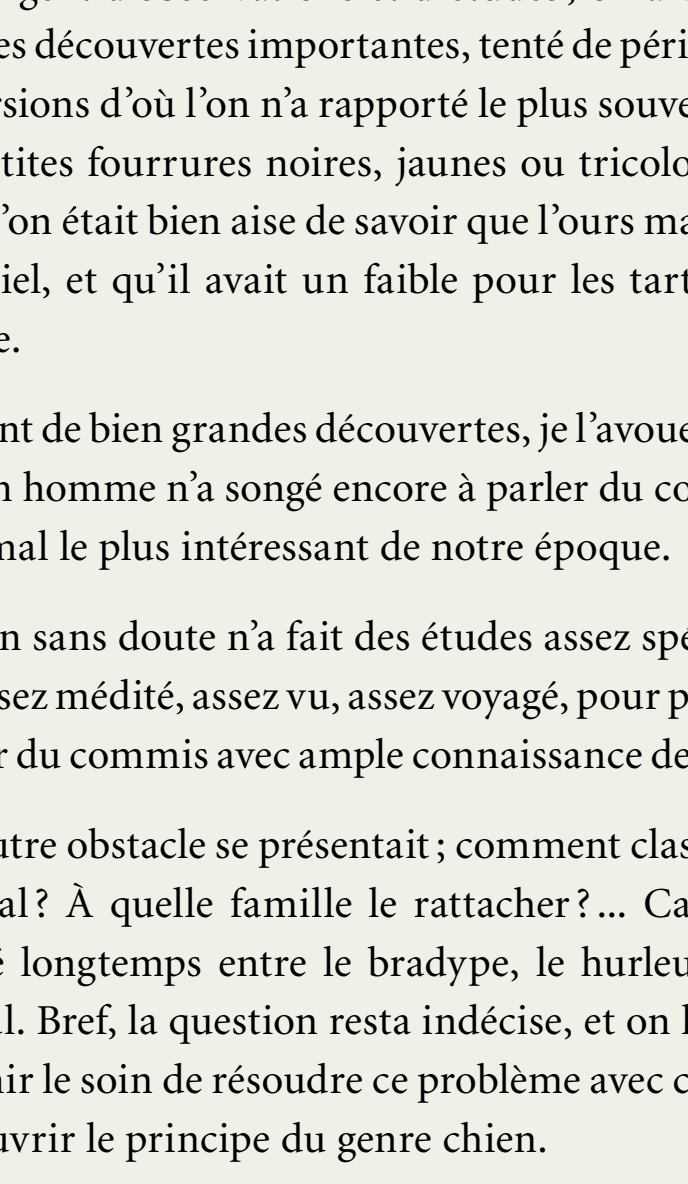 es découvertes importantes, tenté de péri
rsions d’où l’on n’a rapporté le plus souve
tites fourrures noires, jaunes ou tricolo
’on était bien aise de savoir que l’ours ma
iel, et qu’il avait un faible pour les tart
e.
nt de bien grandes découvertes, je l’avoue
n homme n’a songé encore à parler du co
mal le plus intéressant de notre époque.
n sans doute n’a fait des études assez spé
sez médité, assez vu, assez voyagé, pour p
r du commis avec ample connaissance de
utre obstacle se présentait ; comment clas
al ? À quelle famille le rattacher ?... Ca
é longtemps entre le bradype, le hurleu
l. Bref, la question resta indécise, et on l
nir le soin de résoudre ce problème avec c
uvrir le principe du genre chien.